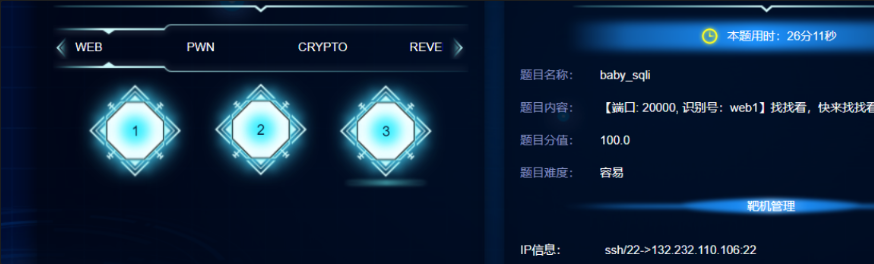 WEB PWN CRYPTO REVE
1 2 3
本题用时：26分11秒
题目名称： baby_sqli
题目内容： 【端口: 20000, 识别号：web1】找找看，快来找找看
题目分值： 100.0
题目难度： 容易
靶机管理
IP信息： ssh/22->132.232.110.106:22